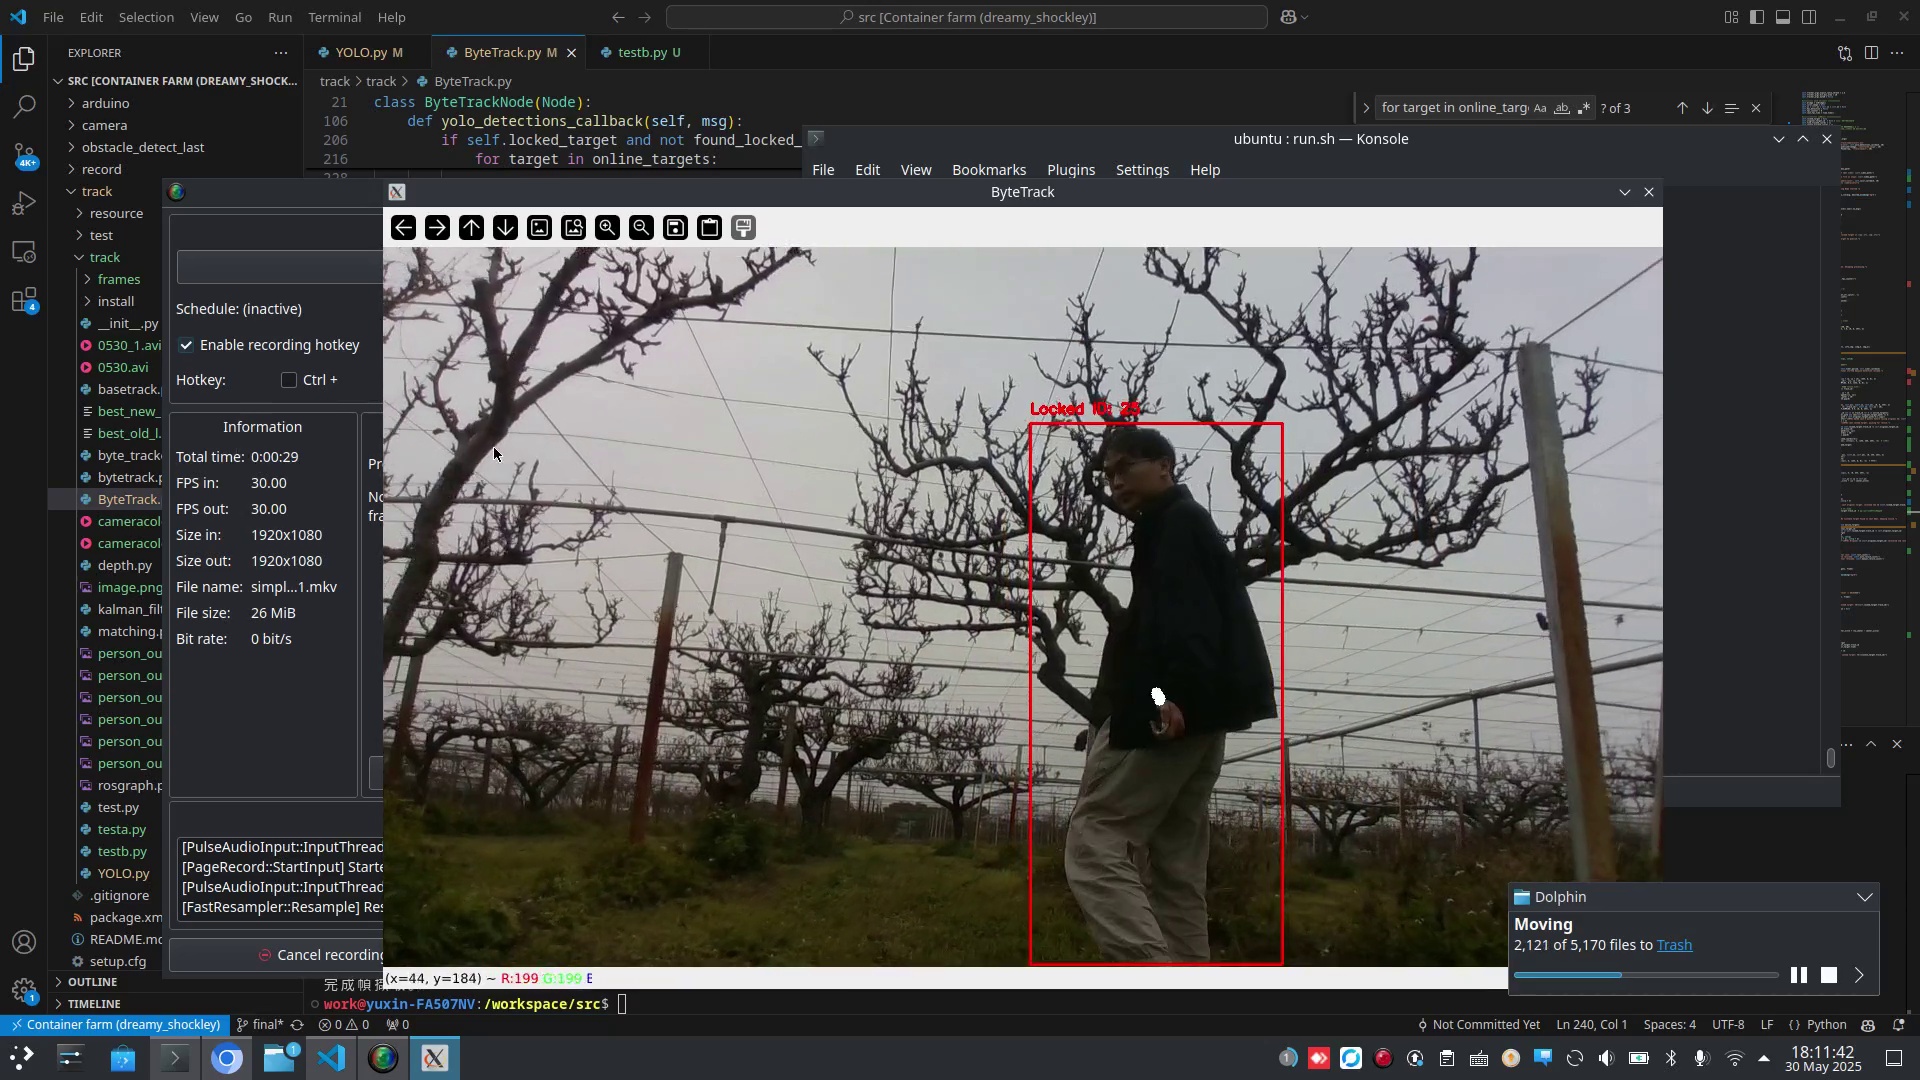 File Edit Selection View Go Run Terminal Help
src [Container farm (dreamy_shockley)]
EXPLORER
YOLO.py M
ByteTrack.py M
testb.py U
SRC [CONTAINER FARM (DREAMY_SHOCK...
track > track > ByteTrack.py
arduino
camera
obstacle_detect_last
record
track
resource
test
track
frames
install
__init__.py
0530_1.avi
0530.avi
basetrack.
best_new_
best_old_l.
byte_track
bytetrack.p
ByteTrack.
cameracol
cameracol
depth.py
image.png
kalman_filt
matching.p
person_ou
person_ou
person_ou
person_ou
person_ou
person_ou
rosgraph.p
test.py
testa.py
testb.py
YOLO.py
.gitignore
package.xm
README.md
setup.cfg
OUTLINE
TIMELINE
4K+
4
1
21 class ByteTrackNode(Node):
106 def yolo_detections_callback(self, msg):
206 if self.locked_target and not found_locked_
216 for target in online_targets:
for target in online_targ
Aa ab
? of 3
ubuntu : run.sh — Konsole
File Edit View Bookmarks Plugins Settings Help
ByteTrack
Schedule: (inactive)
Enable recording hotkey
Hotkey: Ctrl +
Information
Total time: 0:00:29
FPS in: 30.00
FPS out: 30.00
Size in: 1920x1080
Size out: 1920x1080
File name: simpl...1.mkv
File size: 26 MiB
Bit rate: 0 bit/s
Pr
No
fra
[PulseAudioInput::InputThread
[PageRecord::StartInput] Starte
[PulseAudioInput::InputThread
[FastResampler::Resample] Res
Cancel recording
Locked ID: 25
(x=44, y=184) ~ R:199 G:199 B
work@yuxin-FA507NV:/workspace/src$
Dolphin
Moving
2,121 of 5,170 files to Trash
Container farm (dreamy_shockley) final* 0 0 0
Not Committed Yet Ln 240, Col 1 Spaces: 4 UTF-8 LF Python
1
1
18:11:42
30 May 2025